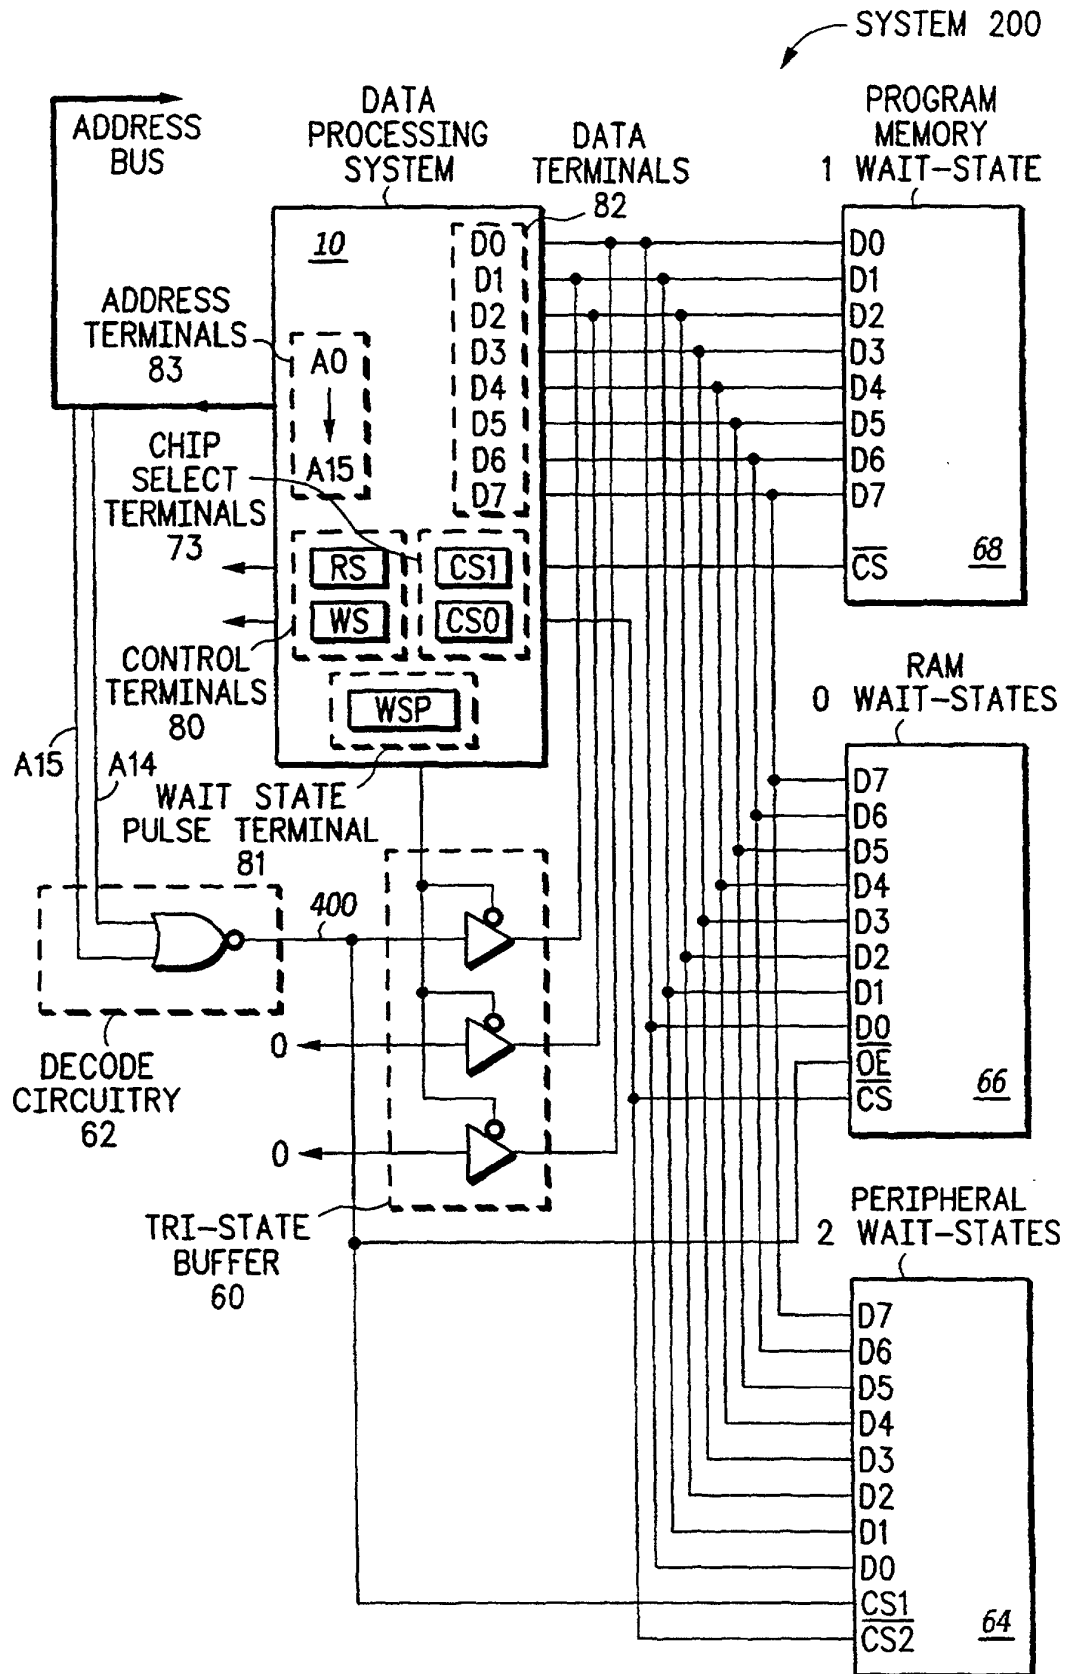 SYSTEM 200
ADDRESS
BUS
DATA
PROCESSING
SYSTEM
DATA
TERMINALS
82
PROGRAM
MEMORY
1 WAIT-STATE
10
D0
D1
D2
D3
D4
D5
D6
D7
D0
D1
D2
D3
D4
D5
D6
D7
CS
68
ADDRESS
TERMINALS
83
A0
A15
CHIP
SELECT
TERMINALS
73
RS
WS
CS1
CS0
CONTROL
TERMINALS
80
WSP
A15
A14
WAIT STATE
PULSE TERMINAL
81
RAM
0 WAIT-STATES
D7
D6
D5
D4
D3
D2
D1
D0
OE
CS
66
400
0
0
DECODE
CIRCUITRY
62
TRI-STATE
BUFFER
60
PERIPHERAL
2 WAIT-STATES
D7
D6
D5
D4
D3
D2
D1
D0
CS1
CS2
64